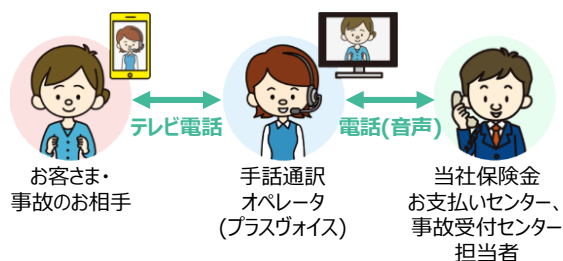 テレビ電話
電話(音声)
お客さま・
事故のお相手
手話通訳
オペレータ
(プラスヴォイス)
当社保険金
お支払いセンター、
事故受付センター
担当者